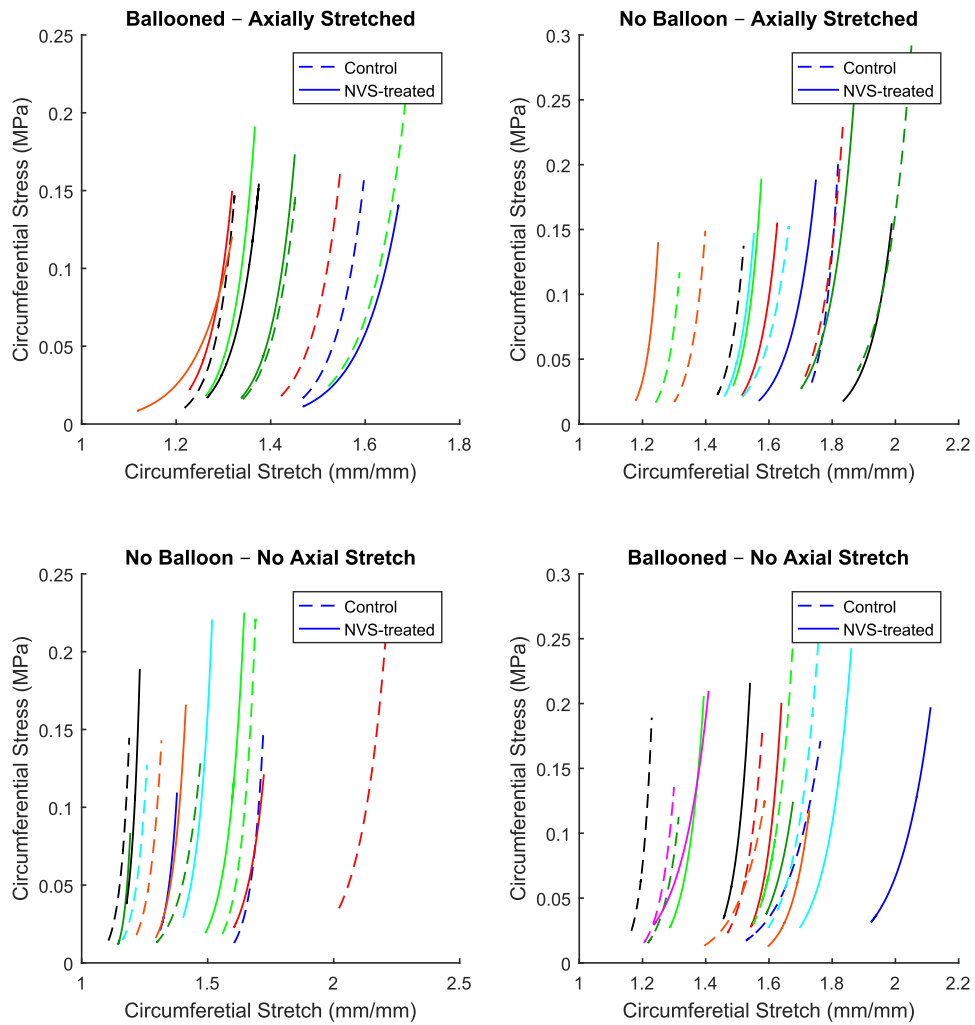 Ballooned – Axially Stretched
0.25
0.2
0.15
0.1
0.05
0
Circumferential Stress (MPa)
Control
NVS-treated
1
1.2
1.4
1.6
1.8
Circumferetial Stretch (mm/mm)
No Balloon – Axially Stretched
0.3
0.25
0.2
0.15
0.1
0.05
0
Circumferential Stress (MPa)
Control
NVS-treated
1
1.2
1.4
1.6
1.8
2
2.2
Circumferetial Stretch (mm/mm)
No Balloon – No Axial Stretch
0.25
0.2
0.15
0.1
0.05
0
Circumferential Stress (MPa)
Control
NVS-treated
1
1.5
2
2.5
Circumferetial Stretch (mm/mm)
Ballooned – No Axial Stretch
0.3
0.25
0.2
0.15
0.1
0.05
0
Circumferential Stress (MPa)
Control
NVS-treated
1
1.2
1.4
1.6
1.8
2
2.2
Circumferetial Stretch (mm/mm)